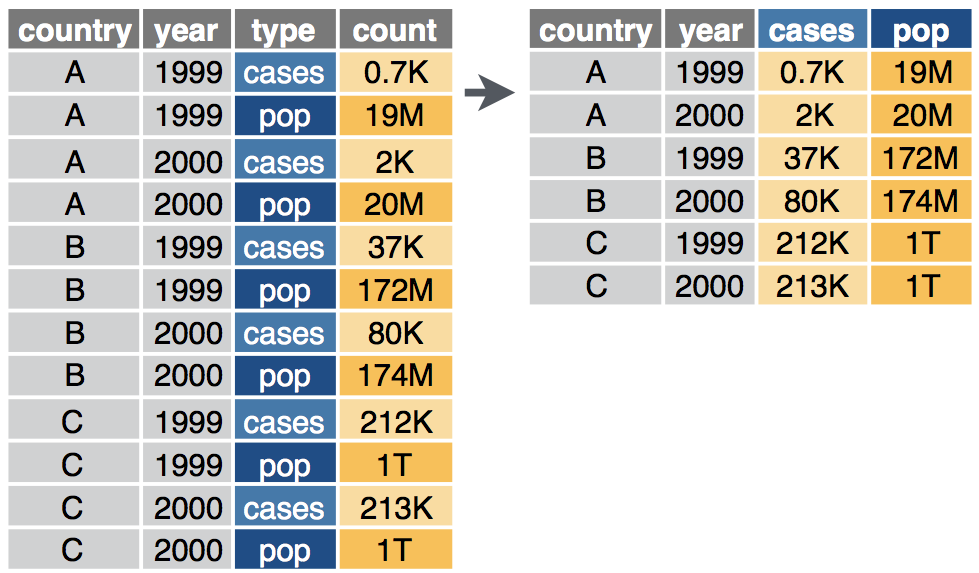 country year type count
A 1999 cases 0.7K
A 1999 pop 19M
A 2000 cases 2K
A 2000 pop 20M
B 1999 cases 37K
B 1999 pop 172M
B 2000 cases 80K
B 2000 pop 174M
C 1999 cases 212K
C 1999 pop 1T
C 2000 cases 213K
C 2000 pop 1T
country year cases pop
A 1999 0.7K 19M
A 2000 2K 20M
B 1999 37K 172M
B 2000 80K 174M
C 1999 212K 1T
C 2000 213K 1T